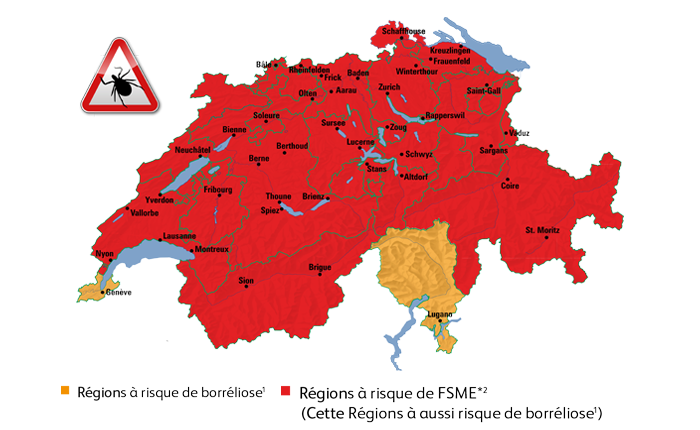 Schaffhouse
Kreuzlingen
Bâle
Rheinfelden
Frick
Baden
Winterthour
Frauenfeld
Olten
Aarau
Zurich
Saint-Gall
Soleure
Sursee
Rapperswil
Bienne
Zoug
Vaduz
Neuchâtel
Berthoud
Lucerne
Schwyz
Sargans
Berne
Stans
Altdorf
Coire
Yverdon
Fribourg
Thoune
Brienz
Vallorbe
Spiez
St. Moritz
Lausanne
Nyon
Montreux
Brigue
Sion
Genève
Lugano
Régions à risque de borréliose¹
Régions à risque de FSME*²
(Cette Régions à aussi risque de borréliose¹)